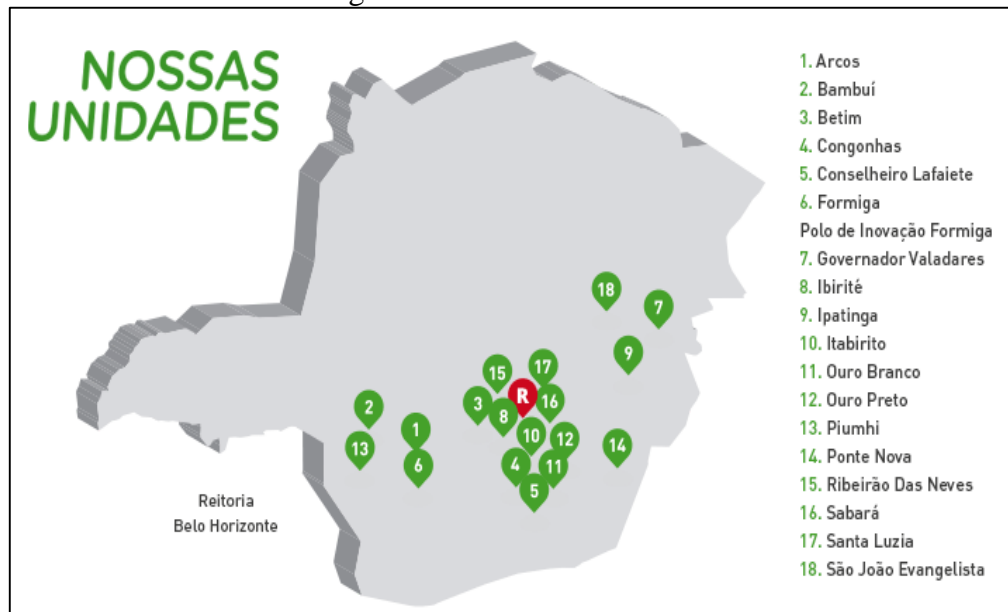 NOSSAS
UNIDADES
1. Arcos
2. Bambuí
3. Betim
4. Congonhas
5. Conselheiro Lafaiete
6. Formiga
Polo de Inovação Formiga
7. Governador Valadares
8. Ibirité
9. Ipatinga
10. Itabirito
11. Ouro Branco
12. Ouro Preto
13. Piumhi
14. Ponte Nova
15. Ribeirão Das Neves
16. Sabará
17. Santa Luzia
18. São João Evangelista
18
7
9
17
15
R
16
3
8
2
1
10
12
13
6
4
11
14
5
Reitoria
Belo Horizonte